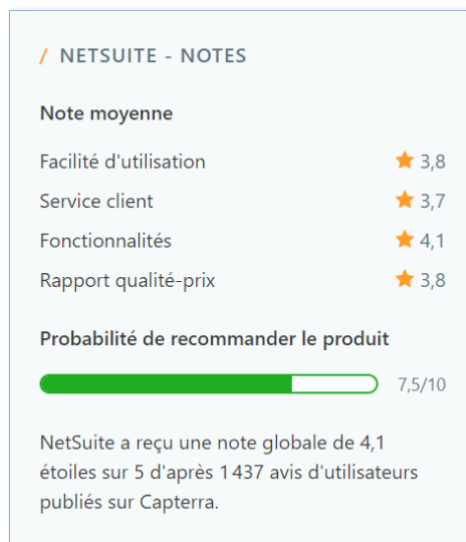 / NETSUITE - NOTES
Note moyenne
Facilité d'utilisation ★ 3,8
Service client ★ 3,7
Fonctionnalités ★ 4,1
Rapport qualité-prix ★ 3,8
Probabilité de recommander le produit
7,5/10
NetSuite a reçu une note globale de 4,1
étoiles sur 5 d'après 1 437 avis d'utilisateurs
publiés sur Capterra.